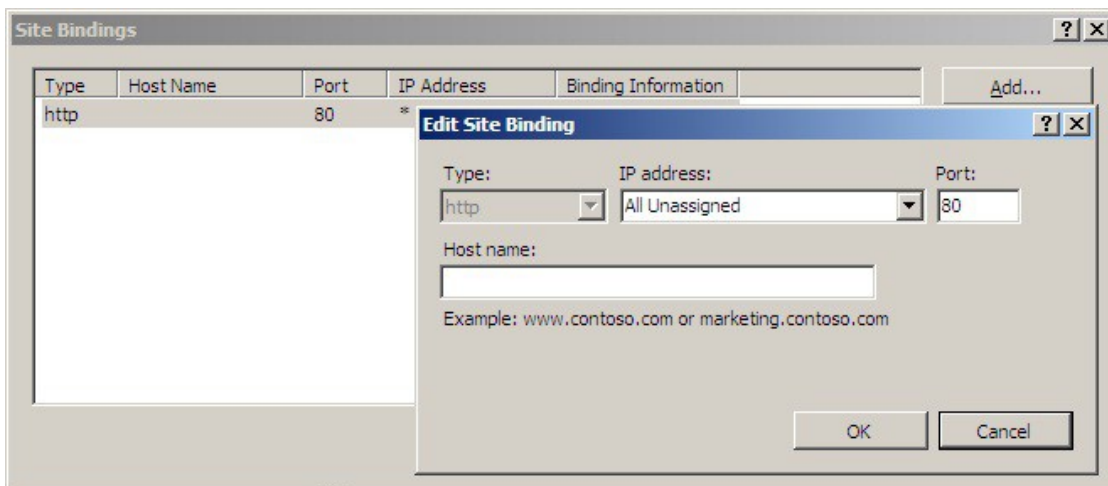 Site Bindings
Type Host Name Port IP Address Binding Information
Add...
http 80 *
Edit Site Binding
Type: IP address: Port:
http All Unassigned 80
Host name:
Example: www.contoso.com or marketing.contoso.com
OK Cancel